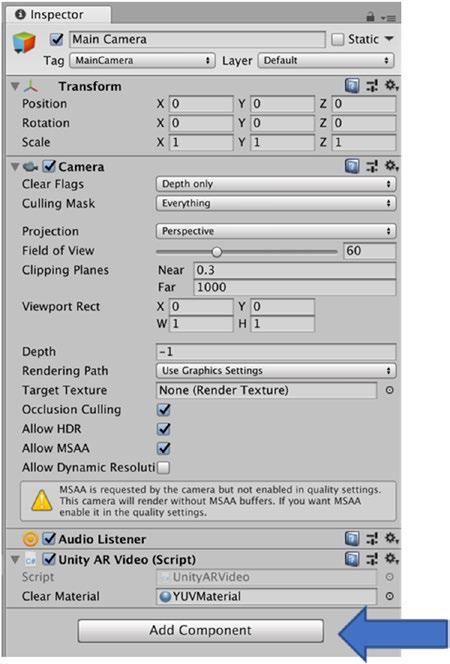 Inspector
Main Camera Static
Tag MainCamera Layer Default
Transform
Position X 0 Y 0 Z 0
Rotation X 0 Y 0 Z 0
Scale X 1 Y 1 Z 1
Camera
Clear Flags Depth only
Culling Mask Everything
Projection Perspective
Field of View 60
Clipping Planes Near 0.3
Far 1000
Viewport Rect X 0 Y 0
W 1 H 1
Depth -1
Rendering Path Use Graphics Settings
Target Texture None (Render Texture)
Occlusion Culling
Allow HDR
Allow MSAA
Allow Dynamic Resoluti
MSAA is requested by the camera but not enabled in quality settings.
This camera will render without MSAA buffers. If you want MSAA
enable it in the quality settings.
Audio Listener
C# Unity AR Video (Script)
Script UnityARVideo
Clear Material YUVMaterial
Add Component